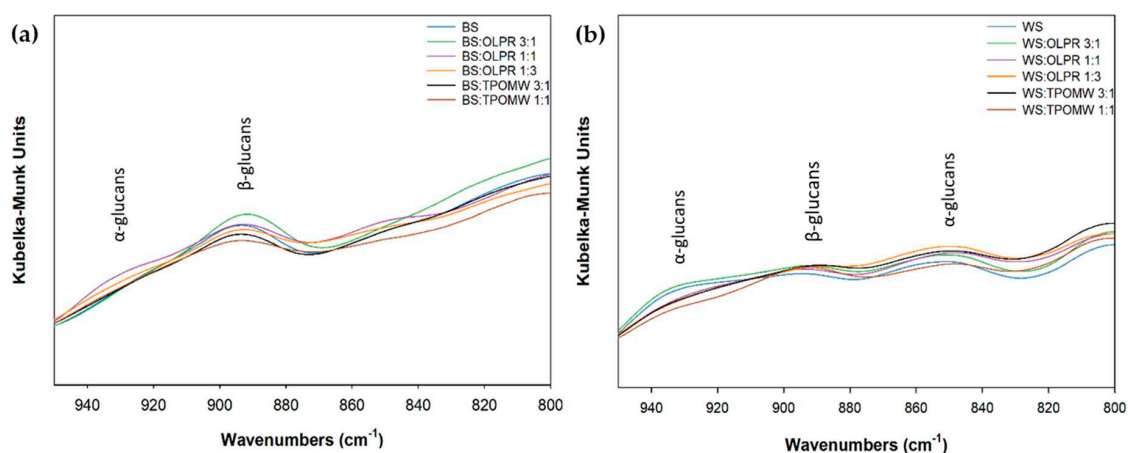 (a)
BS
BS:OLPR 3:1
BS:OLPR 1:1
BS:OLPR 1:3
BS:TPOMW 3:1
BS:TPOMW 1:1
Kubelka-Munk Units
α-glucans
β-glucans
940 920 900 880 860 840 820 800
Wavenumbers (cm⁻¹)
(b)
WS
WS:OLPR 3:1
WS:OLPR 1:1
WS:OLPR 1:3
WS:TPOMW 3:1
WS:TPOMW 1:1
Kubelka-Munk Units
α-glucans
β-glucans
α-glucans
940 920 900 880 860 840 820 800
Wavenumbers (cm⁻¹)